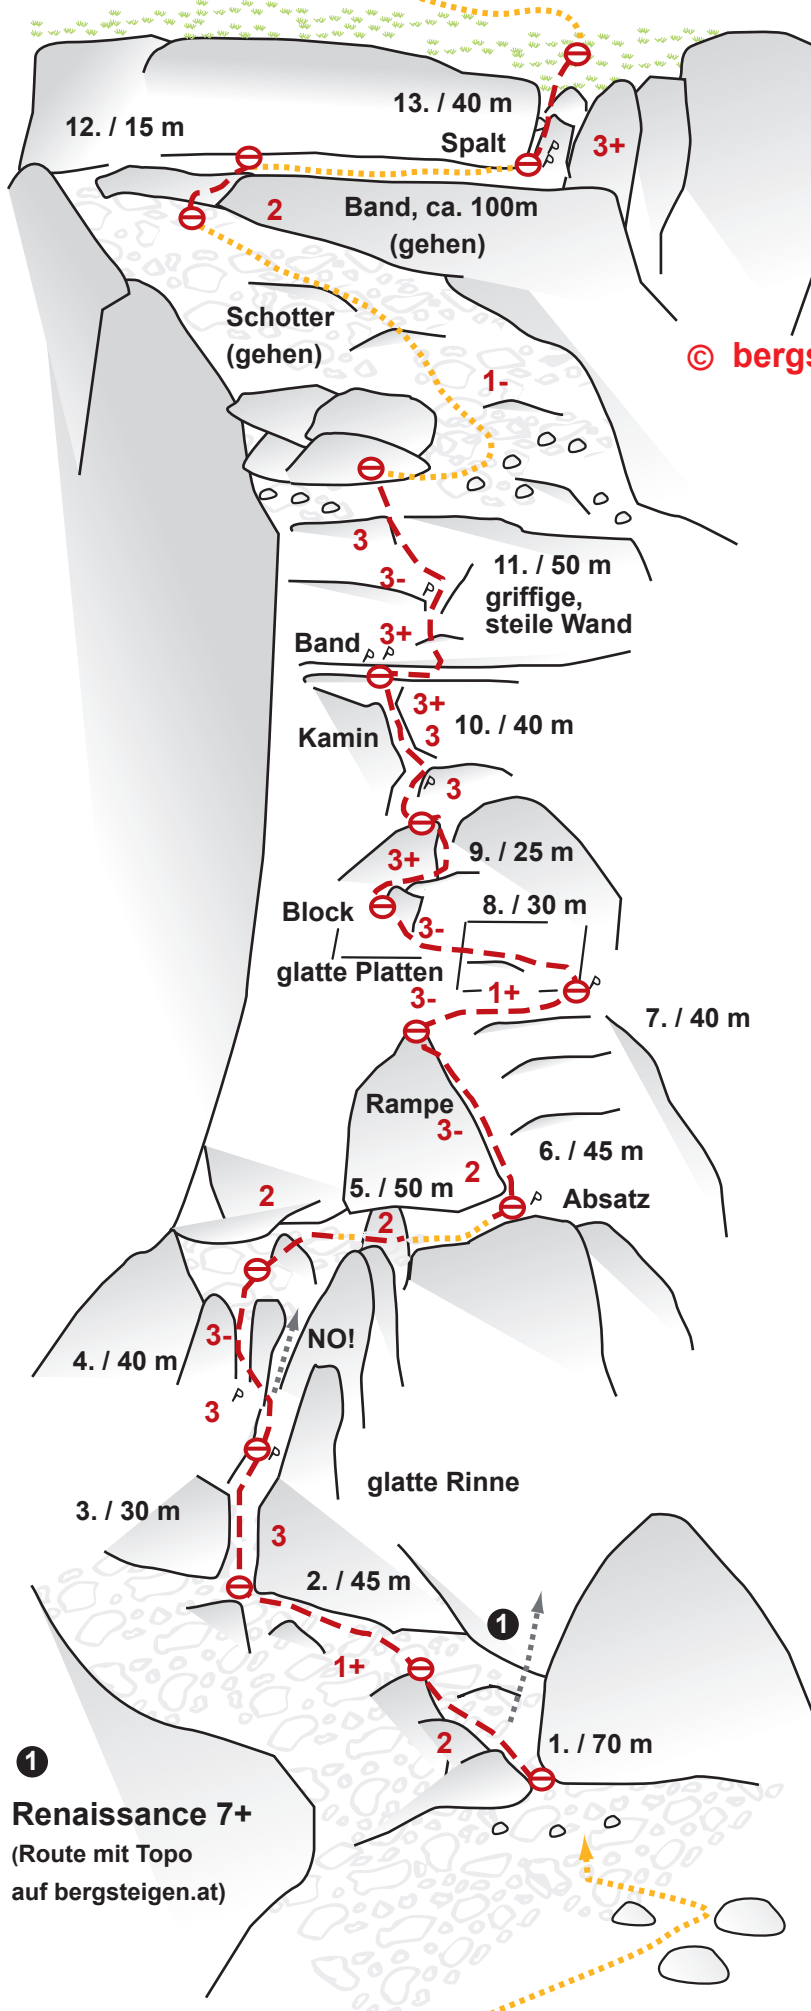 13. / 40 m
12. / 15 m
Spalt
3+
2
Band, ca. 100m
(gehen)
Schotter
(gehen)
© bergs
1-
3
11. / 50 m
3-
griffige,
steile Wand
3+
Band
3+
10. / 40 m
Kamin
3
3
9. / 25 m
3+
8. / 30 m
Block
3-
glatte Platten
1+
3-
7. / 40 m
Rampe
3-
6. / 45 m
2
5. / 50 m
Absatz
2
2
3-
NO!
4. / 40 m
3
glatte Rinne
3. / 30 m
3
2. / 45 m
1
1+
2
1. / 70 m
1
Renaissance 7+
(Route mit Topo
auf bergsteigen.at)